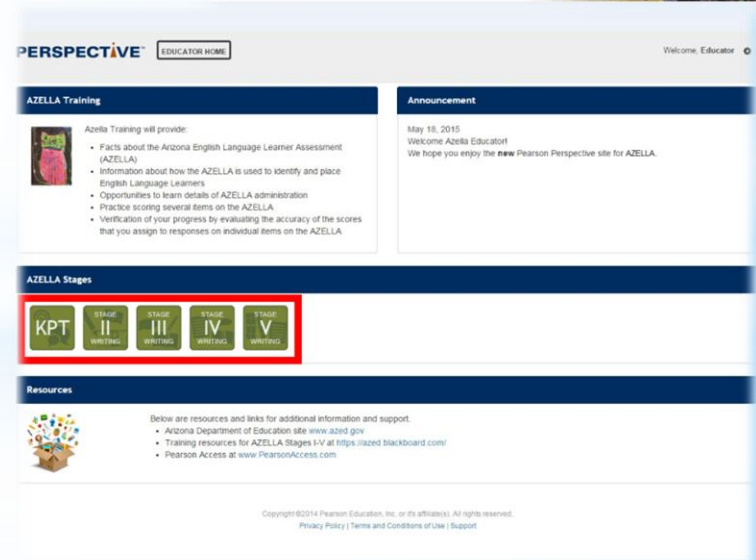 PERSPECTIVE™ EDUCATOR HOME
Welcome, Educator
AZELLA Training
Azella Training will provide:
• Facts about the Arizona English Language Learner Assessment
(AZELLA)
• Information about how the AZELLA is used to identify and place
English Language Learners
• Opportunities to learn details of AZELLA administration
• Practice scoring several items on the AZELLA
• Verification of your progress by evaluating the accuracy of the scores
that you assign to responses on individual items on the AZELLA
Announcement
May 18, 2015
Welcome Azella Educator!
We hope you enjoy the new Pearson Perspective site for AZELLA.
AZELLA Stages
KPT
STAGE
II
WRITING
STAGE
III
WRITING
STAGE
IV
WRITING
STAGE
V
WRITING
Resources
Below are resources and links for additional information and support.
• Arizona Department of Education site www.azed.gov
• Training resources for AZELLA Stages I-V at https://azed.blackboard.com/
• Pearson Access at www.PearsonAccess.com
Copyright ©2014 Pearson Education, Inc. or its affiliate(s). All rights reserved.
Privacy Policy | Terms and Conditions of Use | Support